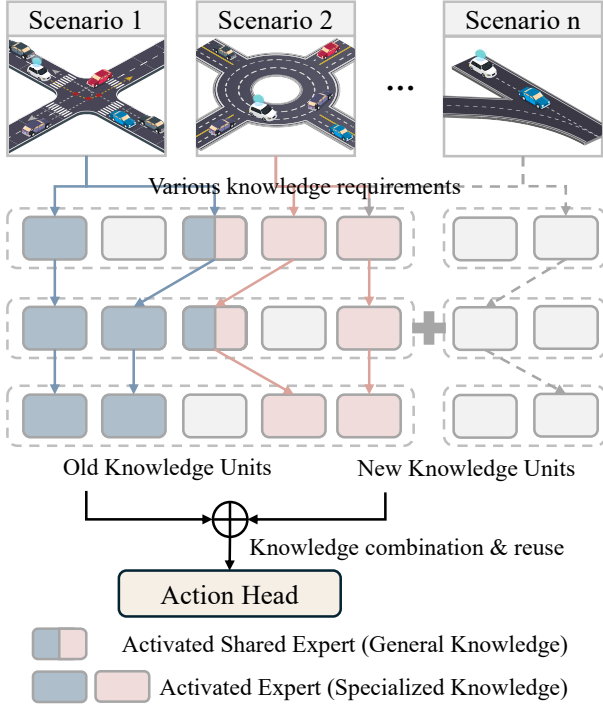 Scenario 1
Scenario 2
...
Scenario n
Various knowledge requirements
Old Knowledge Units
New Knowledge Units
Knowledge combination & reuse
Action Head
Activated Shared Expert (General Knowledge)
Activated Expert (Specialized Knowledge)